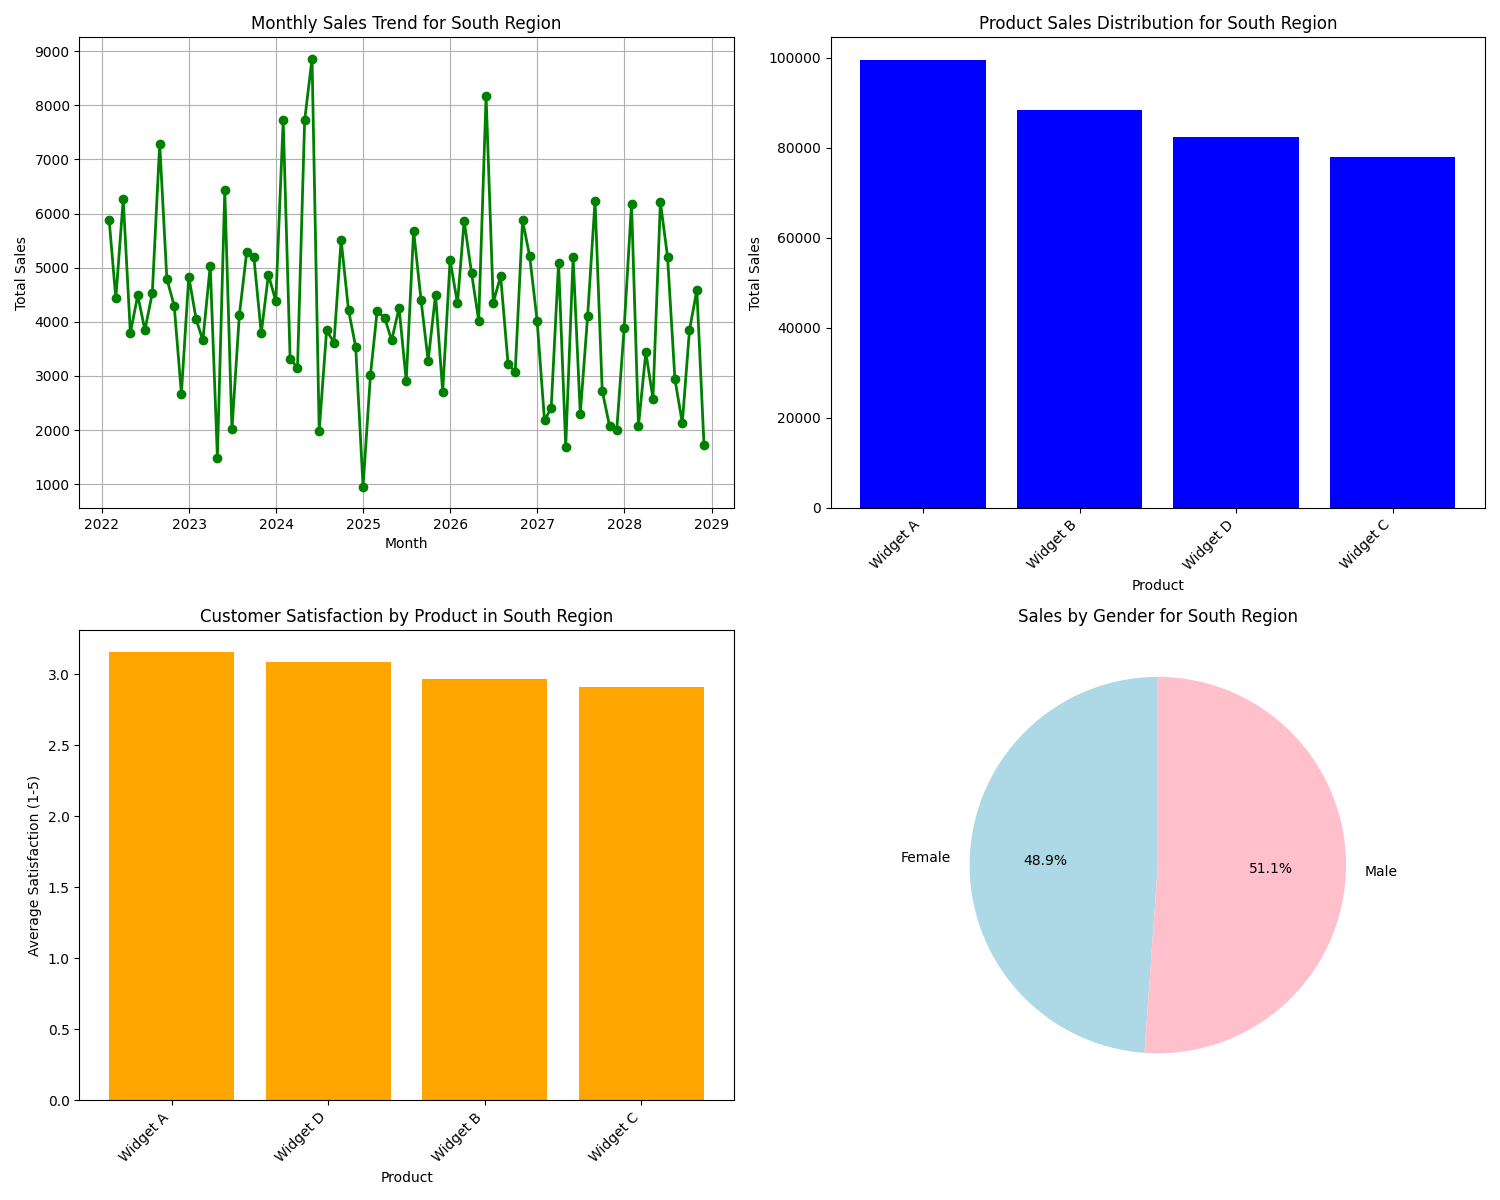 Monthly Sales Trend for South Region
9000
8000
7000
6000
5000
4000
3000
2000
1000
Total Sales
2022 2023 2024 2025 2026 2027 2028 2029
Month
Product Sales Distribution for South Region
100000
80000
60000
40000
20000
0
Total Sales
Widget A Widget B Widget D Widget C
Product
Customer Satisfaction by Product in South Region
3.0
2.5
2.0
1.5
1.0
0.5
0.0
Average Satisfaction (1-5)
Widget A Widget D Widget B Widget C
Product
Sales by Gender for South Region
Female 48.9% 51.1% Male